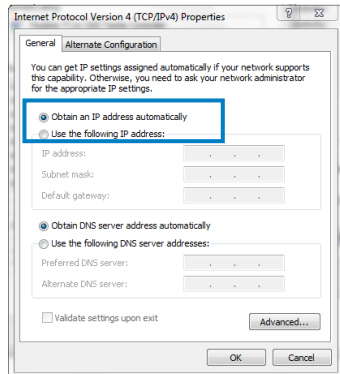 Internet Protocol Version 4 (TCP/IPv4) Properties
General
Alternate Configuration
You can get IP settings assigned automatically if your network supports
this capability. Otherwise, you need to ask your network administrator
for the appropriate IP settings.
Obtain an IP address automatically
Use the following IP address:
IP address:
Subnet mask:
Default gateway:
Obtain DNS server address automatically
Use the following DNS server addresses:
Preferred DNS server:
Alternate DNS server:
Validate settings upon exit
Advanced...
OK
Cancel